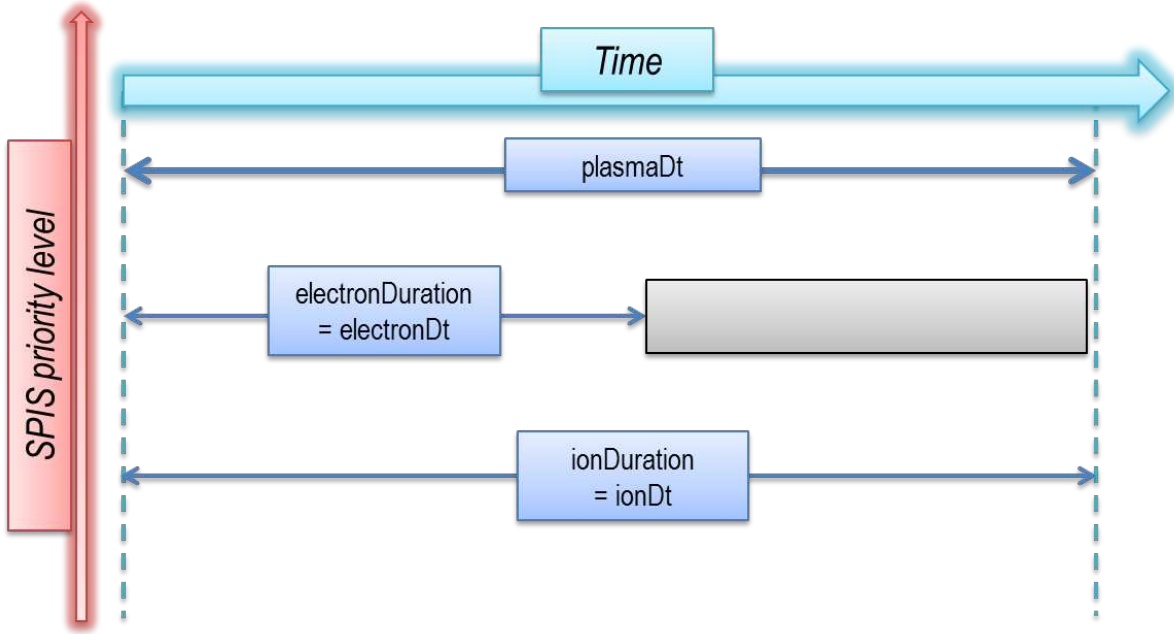 Time
SPIS priority level
plasmaDt
electronDuration
= electronDt
ionDuration
= ionDt